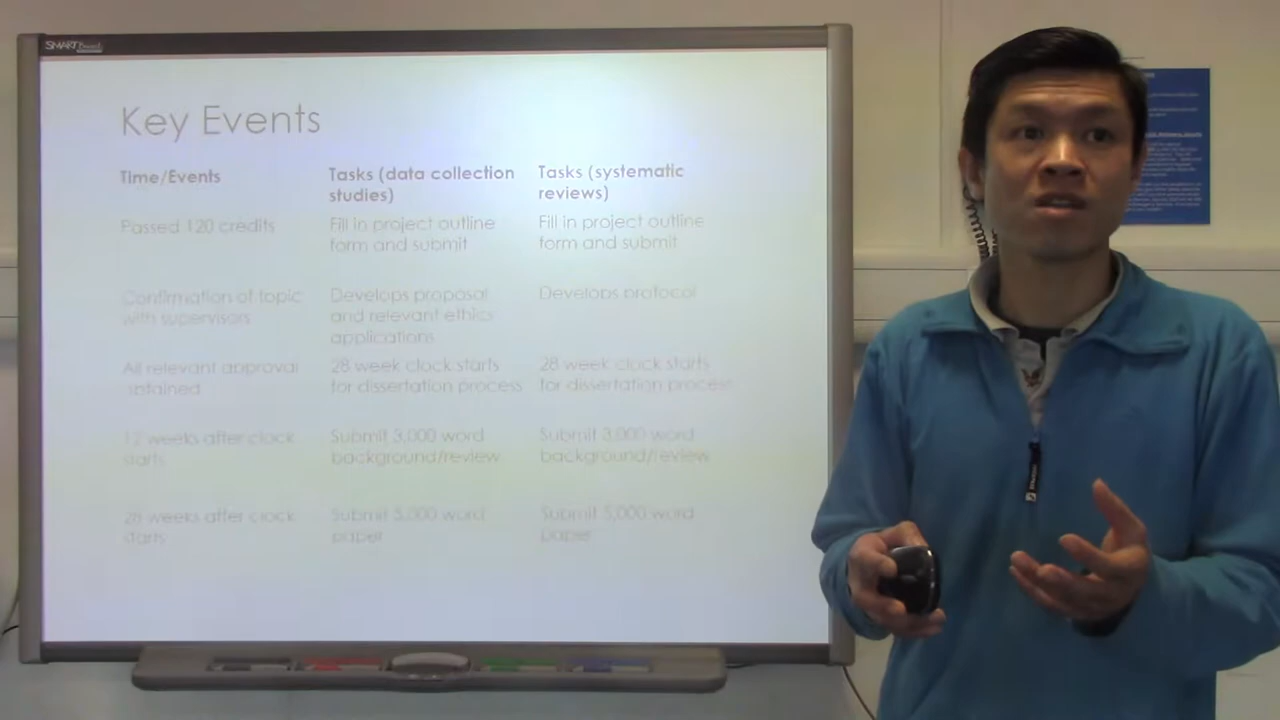 SMART Board
Key Events
Time/Events
Tasks (data collection
studies)
Tasks (systematic
reviews)
Passed 120 credits
Fill in project outline
form and submit
Fill in project outline
form and submit
Confirmation of topic
with supervisors
Develops proposal
and relevant ethics
applications
Develops protocol
All relevant approval
obtained
28 week clock starts
for dissertation process
28 week clock starts
for dissertation process
12 weeks after clock
starts
Submit 3,000 word
background/review
Submit 3,000 word
background/review
28 weeks after clock
starts
Submit 5,000 word
paper
Submit 5,000 word
paper